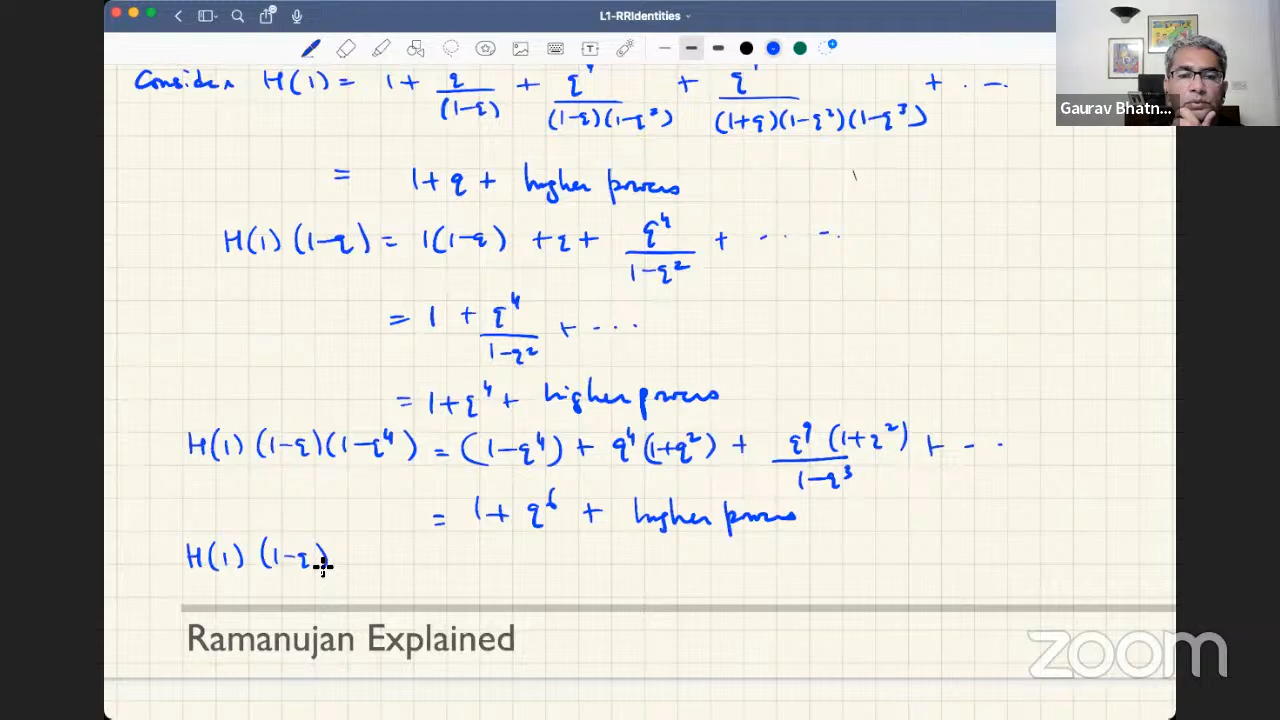 L1-RRIdentities
Consider H(1) = 1 + q/(1-q) + q^4/((1-q)(1-q^2)) + q^9/((1+q)(1-q^2)(1-q^3)) + . -.
Gaurav Bhatn...
= 1 + q + higher powers
H(1)(1-q) = 1(1-q) + q + q^4/(1-q^2) + -. -.
= 1 + q^4/(1-q^2) + ...
= 1 + q^4 + higher powers
H(1)(1-q)(1-q^4) = (1-q^4) + q^4(1+q^2) + q^9(1+q^2)/(1-q^3) + - -
= 1 + q^6 + higher powers
H(1)(1-q)
Ramanujan Explained
zoom